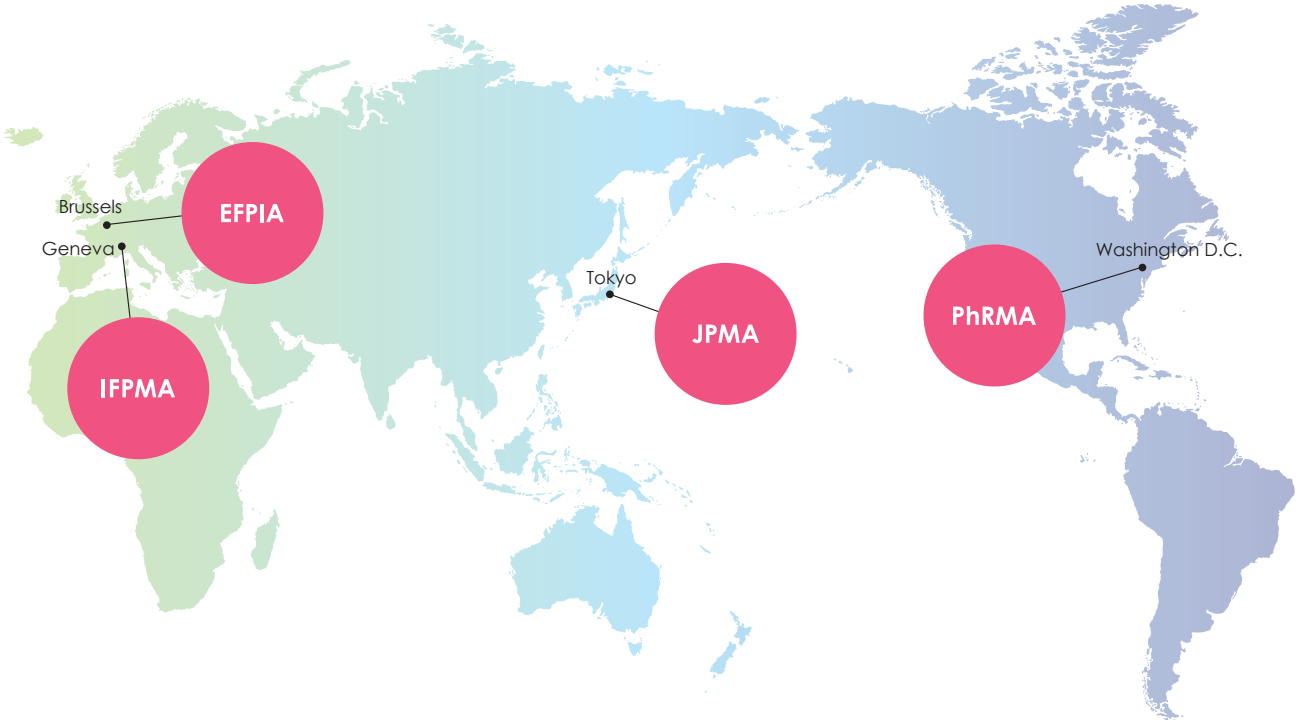 Brussels
EFPIA
Geneva
IFPMA
Tokyo
JPMA
Washington D.C.
PhRMA